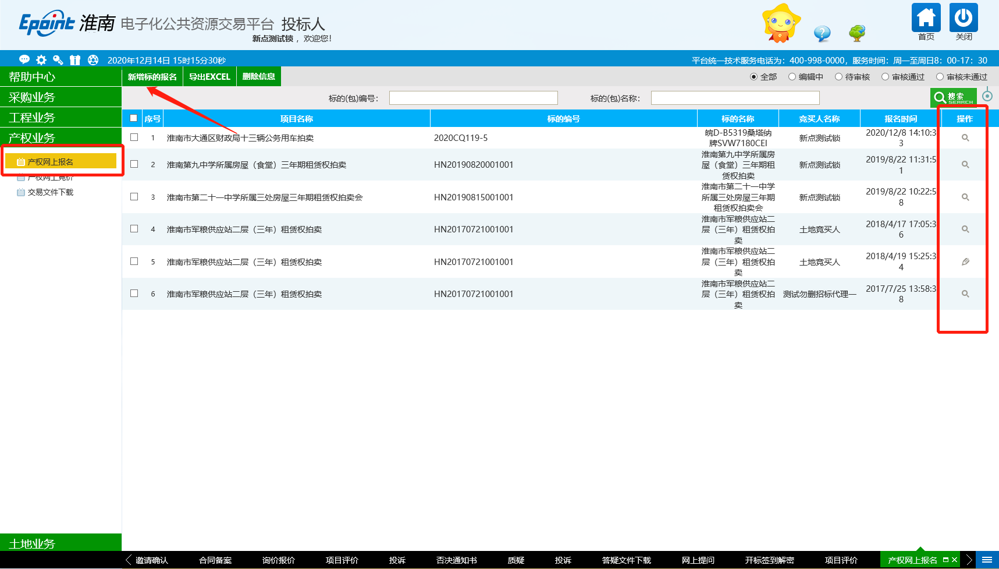 Epoint 淮南 电子化公共资源交易平台 投标人
新点测试锁 ，欢迎您！
首页
关闭
2020年12月14日 15时15分30秒
平台统一技术服务电话为：400-998-0000，服务时间：周一至周日8：00-17：30
帮助中心
采购业务
工程业务
产权业务
产权网上报名
产权网上竞价
交易文件下载
土地业务
新增标的报名 导出EXCEL 删除信息
全部 编辑中 待审核 审核通过 审核未通过
标的(包)编号：
标的(包)名称：
搜索
SEARCH
序号 项目名称 标的编号 标的名称 竞买人名称 报名时间 操作
1 淮南市大通区财政局十三辆公务用车拍卖 2020CQ119-5 皖D-B5319桑塔纳 新点测试锁 2020/12/8 14:10:3
牌SVW7180CEI 3
2 淮南第九中学所属房屋（食堂）三年期租赁权拍卖 HN20190820001001 淮南第九中学所属房 新点测试锁 2019/8/22 11:31:5
屋（食堂）三年期租 1
赁权拍卖
3 淮南市第二十一中学所属三处房屋三年期租赁权拍卖会 HN20190815001001 淮南市第二十一中学 新点测试锁 2019/8/22 10:22:5
所属三处房屋三年期 8
租赁权拍卖会
4 淮南市军粮供应站二层（三年）租赁权拍卖 HN20170721001001 淮南市军粮供应站二 土地竞买人 2018/4/17 17:05:3
层（三年）租赁权拍 6
卖
5 淮南市军粮供应站二层（三年）租赁权拍卖 HN20170721001001 淮南市军粮供应站二 土地竞买人 2018/4/19 15:25:3
层（三年）租赁权拍 4
卖
6 淮南市军粮供应站二层（三年）租赁权拍卖 HN20170721001001 淮南市军粮供应站二 测试勿删招标代理一 2017/7/25 13:58:3
层（三年）租赁权拍 8
卖
邀请确认 合同备案 询价报价 项目评价 投诉 否决通知书 质疑 投诉 答疑文件下载 网上提问 开标签到解密 项目评价 产权网上报名